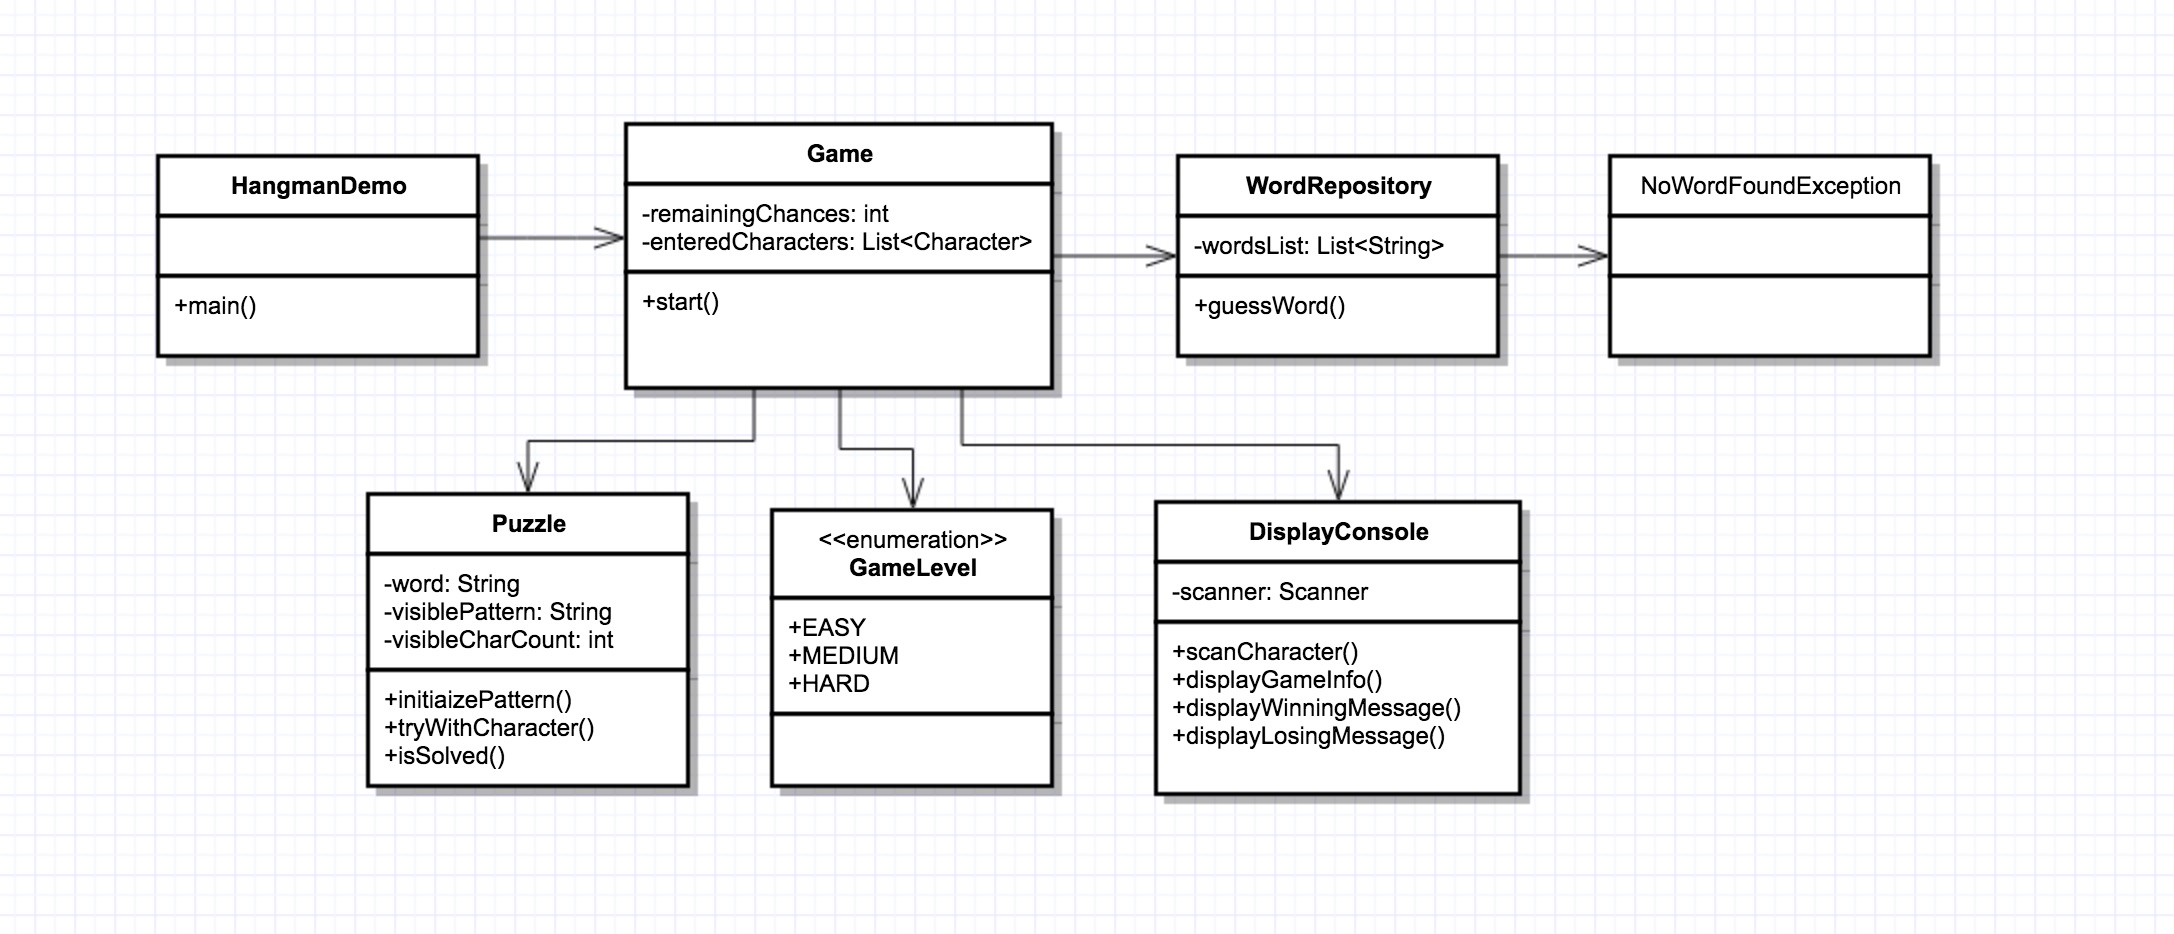 HangmanDemo
+main()
Game
-remainingChances: int
-enteredCharacters: List<Character>
+start()
WordRepository
-wordsList: List<String>
+guessWord()
NoWordFoundException
Puzzle
-word: String
-visiblePattern: String
-visibleCharCount: int
+initiaizePattern()
+tryWithCharacter()
+isSolved()
<<enumeration>>
GameLevel
+EASY
+MEDIUM
+HARD
DisplayConsole
-scanner: Scanner
+scanCharacter()
+displayGameInfo()
+displayWinningMessage()
+displayLosingMessage()